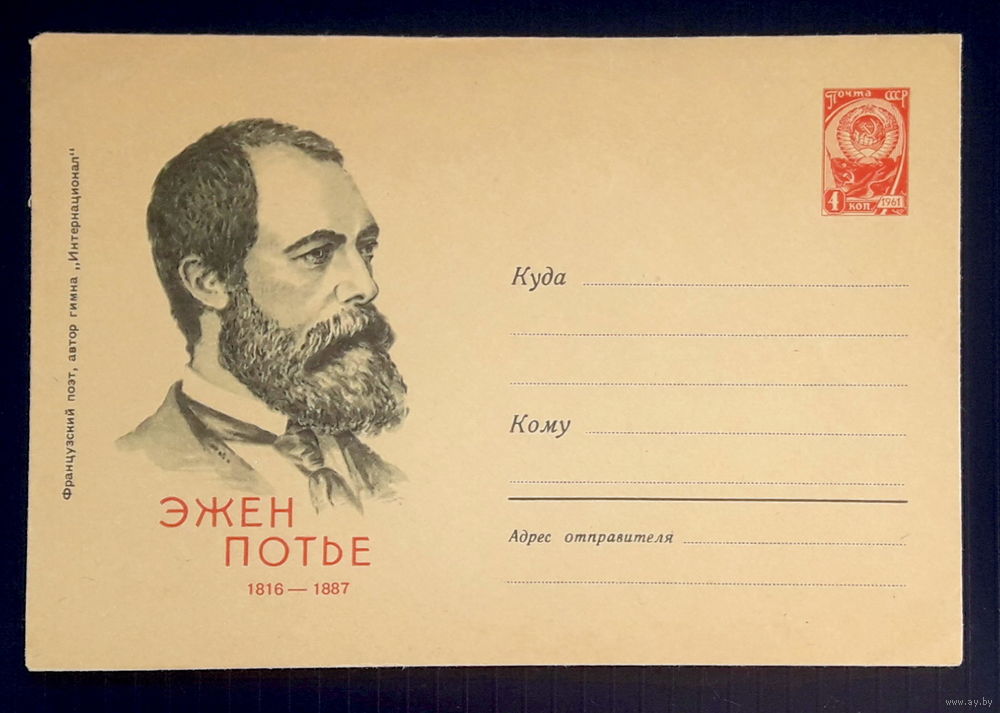 Французский поэт, автор гимна „Интернационал“
ЭЖЕН
ПОТЬЕ
1816 — 1887
Почта СССР
4 коп. 1961
Куда
Кому
Адрес отправителя
www.ay.by